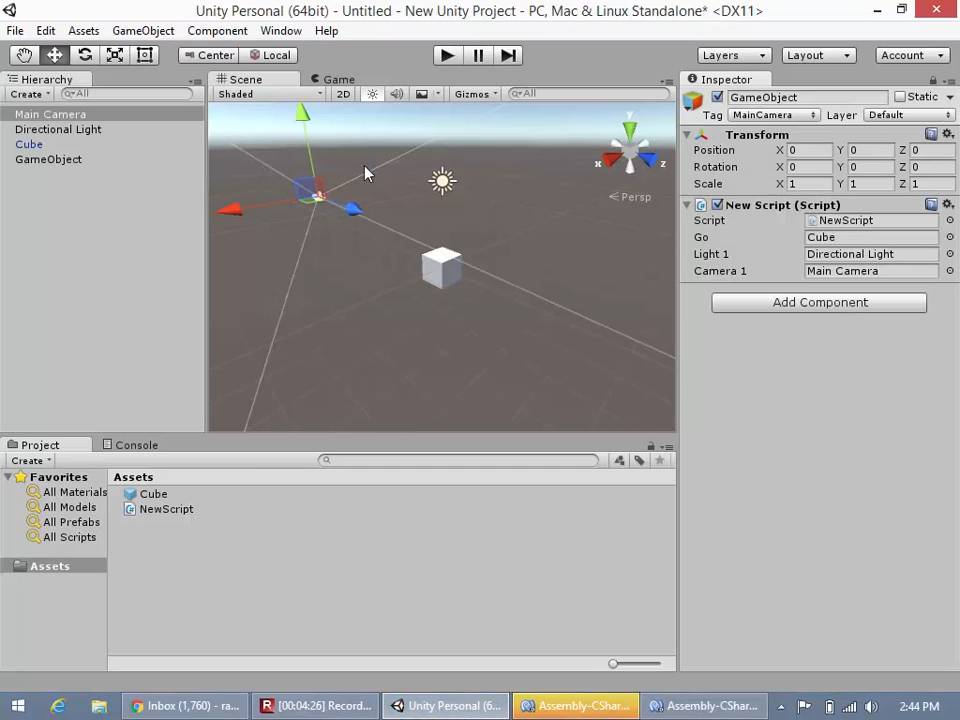 Unity Personal (64bit) - Untitled - New Unity Project - PC, Mac & Linux Standalone* <DX11>
File Edit Assets GameObject Component Window Help
Center Local Layers Layout Account
Hierarchy
Create All
Main Camera
Directional Light
Cube
GameObject
Scene Game
Shaded 2D Gizmos All
y
x
z
Persp
Inspector
GameObject Static
Tag MainCamera Layer Default
Transform
Position X 0 Y 0 Z 0
Rotation X 0 Y 0 Z 0
Scale X 1 Y 1 Z 1
New Script (Script)
Script NewScript
Go Cube
Light 1 Directional Light
Camera 1 Main Camera
Add Component
Project Console
Create
Favorites
All Materials
All Models
All Prefabs
All Scripts
Assets
Assets
Cube
NewScript
Inbox (1,760) - ra... [00:04:26] Record... Unity Personal (6... Assembly-CShar... Assembly-CShar... 2:44 PM